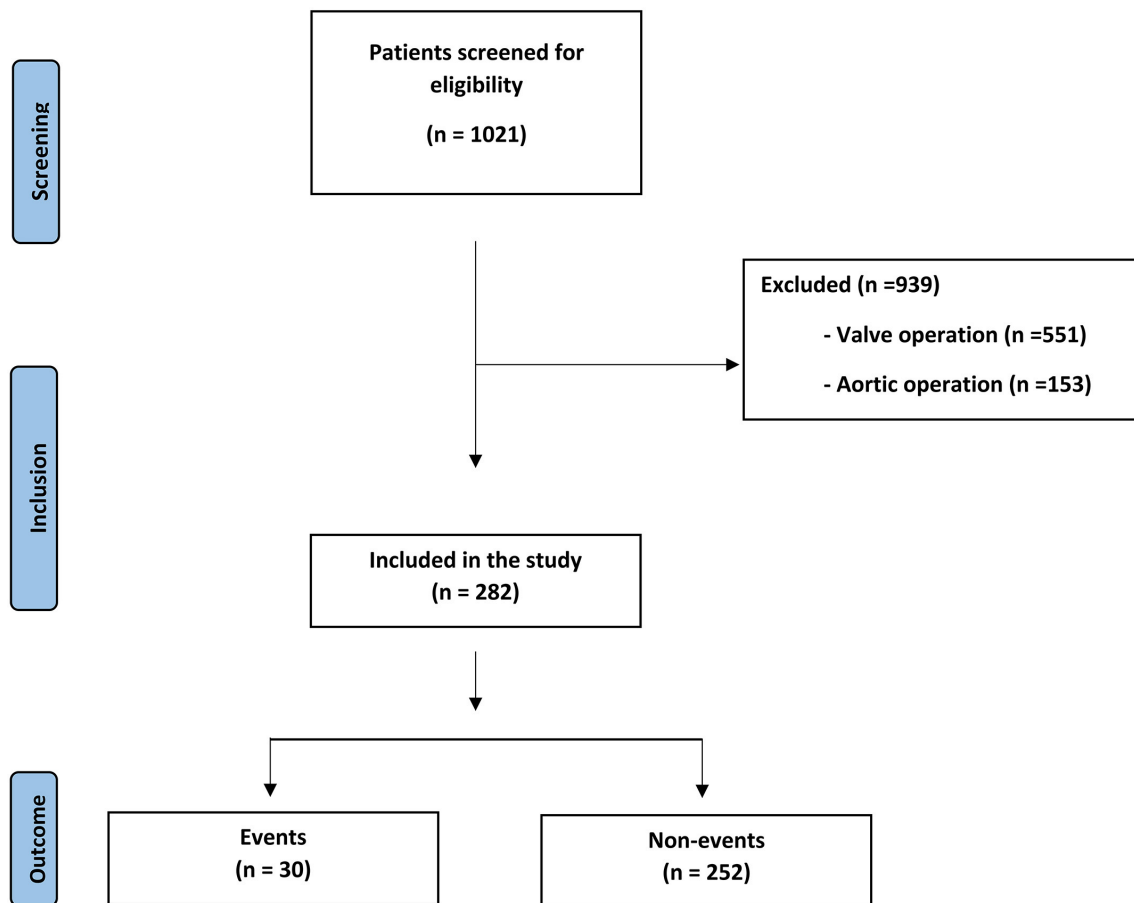 Screening
Patients screened for
eligibility
(n = 1021)
Excluded (n =939)
- Valve operation (n =551)
- Aortic operation (n =153)
Inclusion
Included in the study
(n = 282)
Outcome
Events
(n = 30)
Non-events
(n = 252)